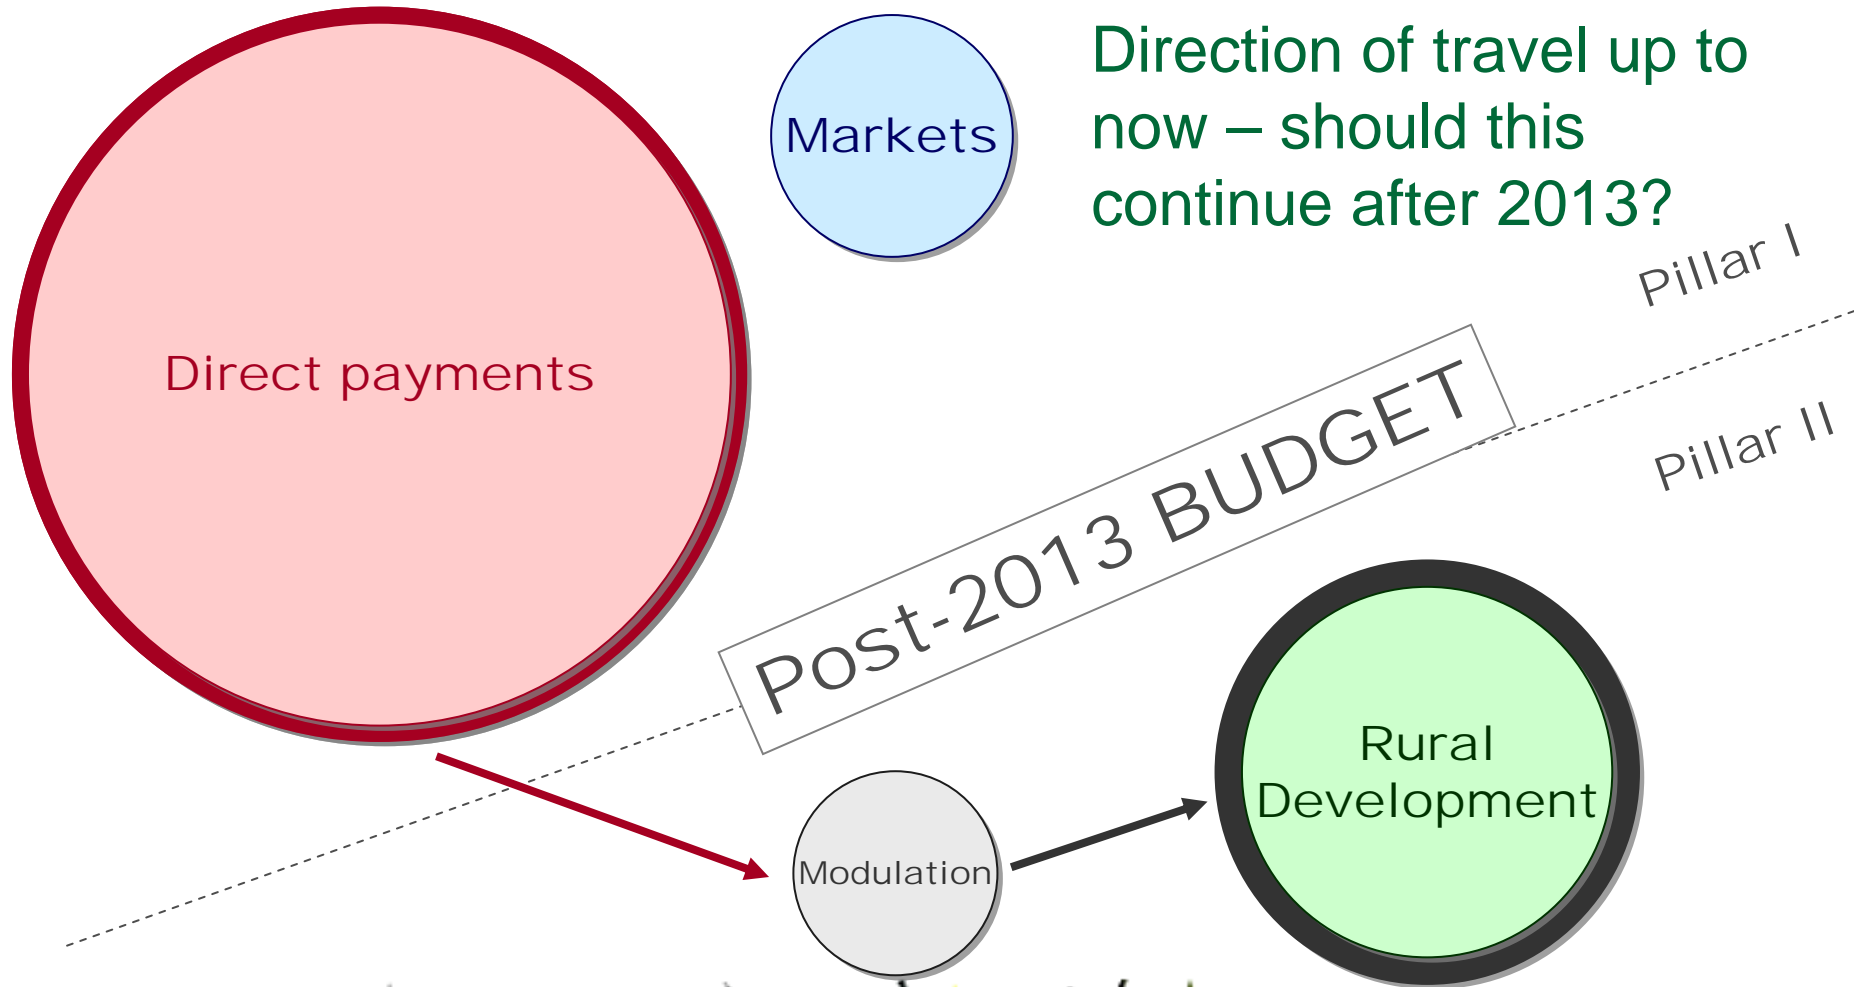 Direction of travel up to
now – should this
continue after 2013?
Markets
Direct payments
Pillar I
Pillar II
Post-2013 BUDGET
Rural
Development
Modulation